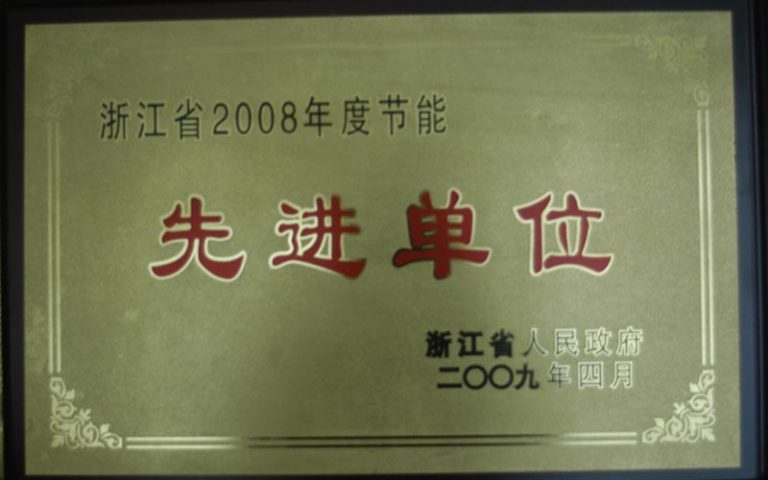 浙江省2008年度节能
先进单位
浙江省人民政府
二〇〇九年四月